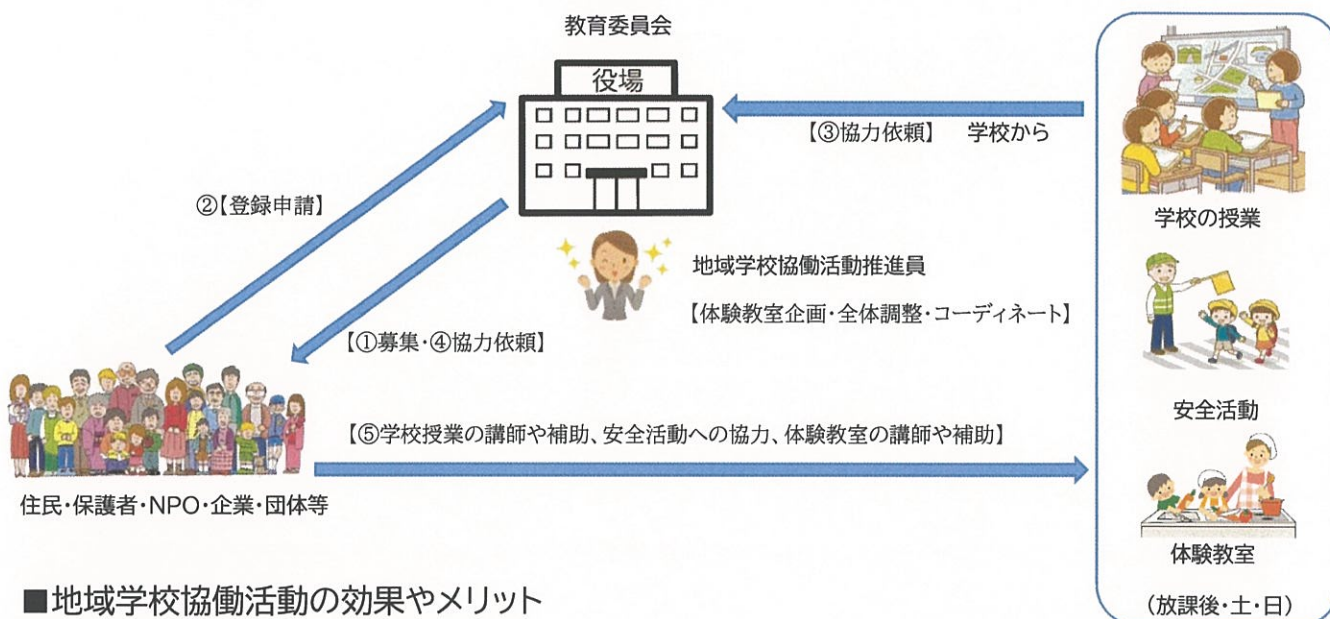 教育委員会
役場
【③協力依頼】 学校から
②【登録申請】
学校の授業
地域学校協働活動推進員
【体験教室企画・全体調整・コーディネート】
【①募集・④協力依頼】
安全活動
【⑤学校授業の講師や補助、安全活動への協力、体験教室の講師や補助】
住民・保護者・NPO・企業・団体等
体験教室
(放課後・土・日)
■地域学校協働活動の効果やメリット